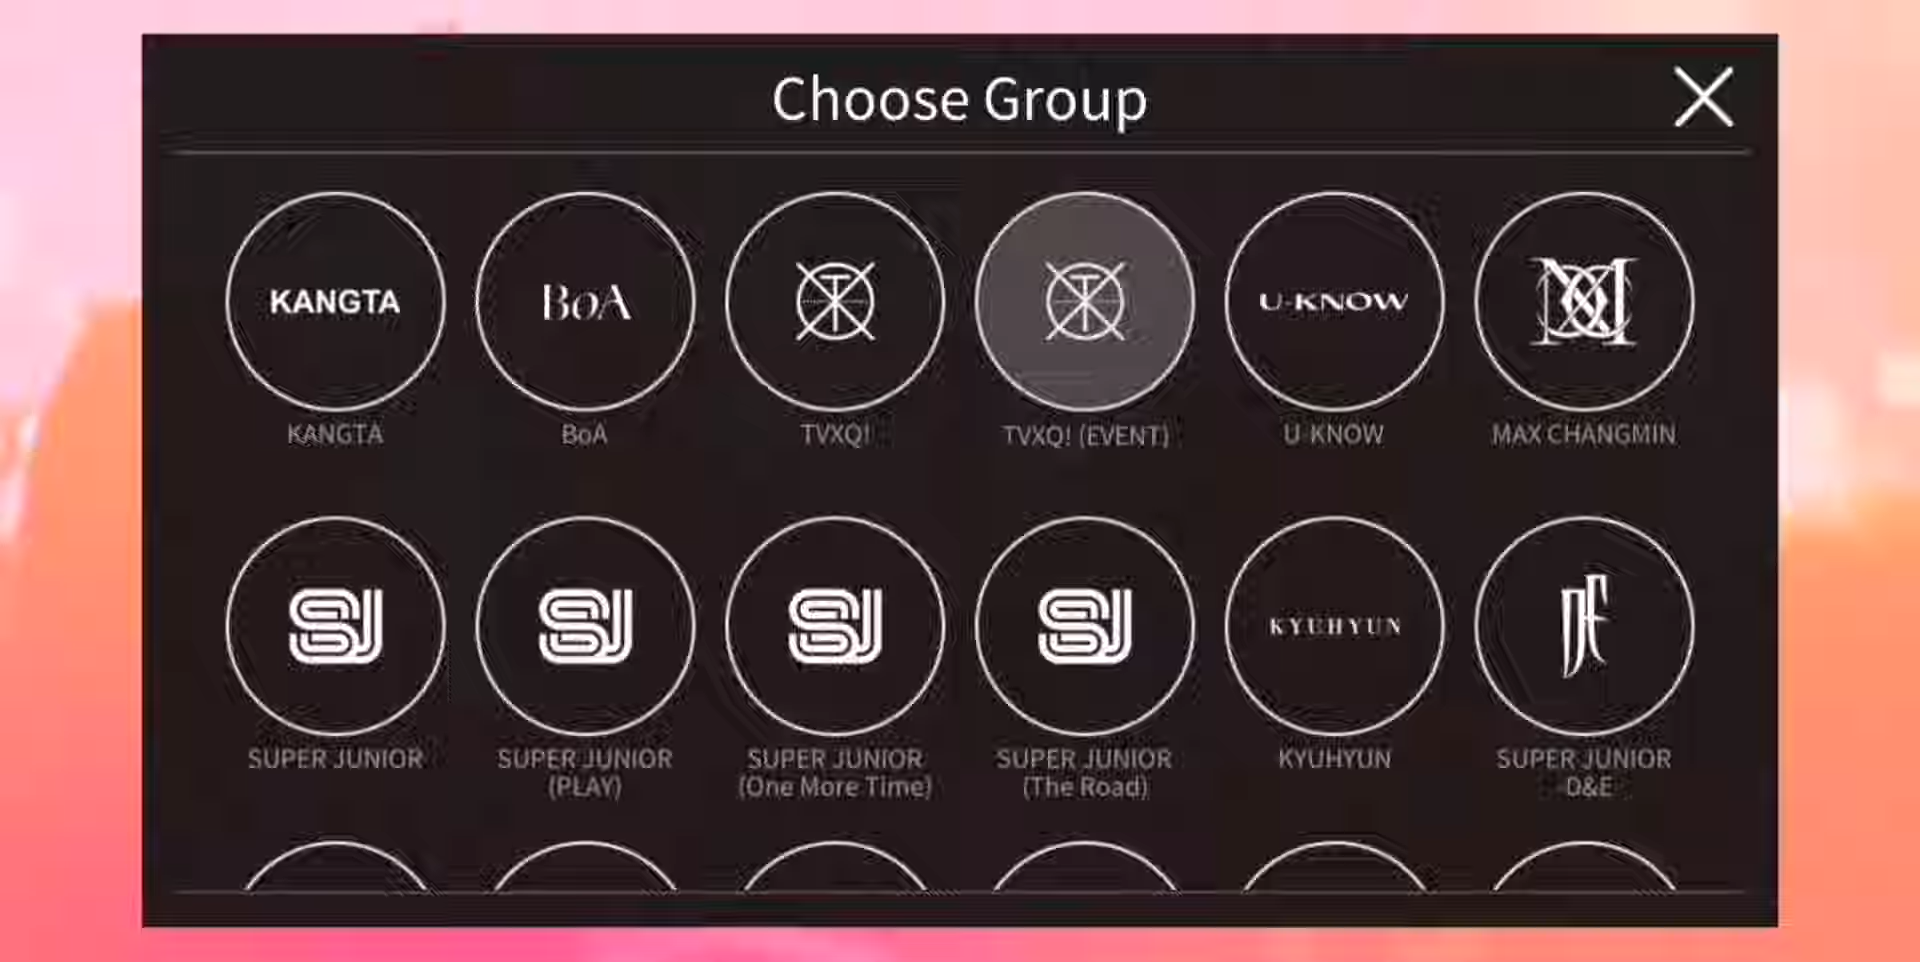 Choose Group
KANGTA
BoA
U-KNOW
KANGTA
BoA
TVXQ!
TVXQ! (EVENT)
U-KNOW
MAX CHANGMIN
SJ
SJ
SJ
SJ
KYUHYUN
SUPER JUNIOR
SUPER JUNIOR
(PLAY)
SUPER JUNIOR
(One More Time)
SUPER JUNIOR
(The Road)
KYUHYUN
SUPER JUNIOR
D&E